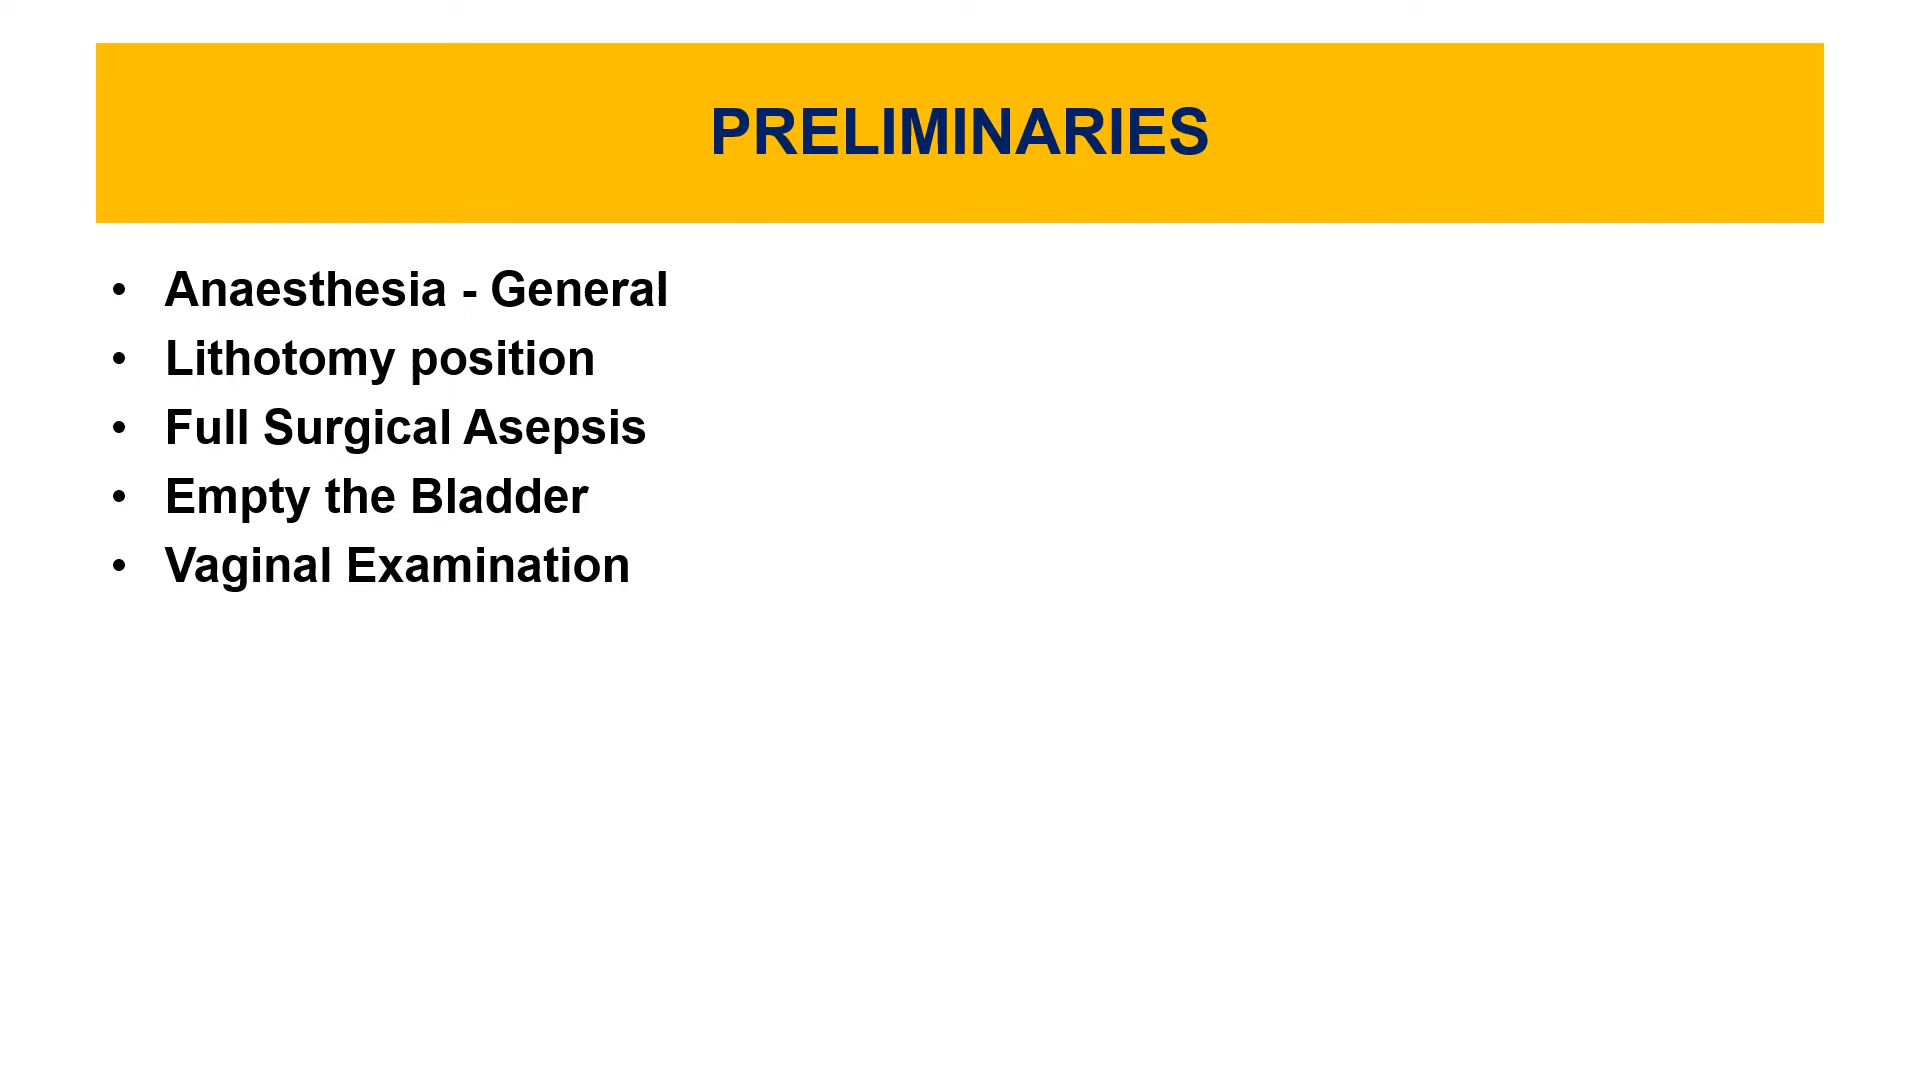 PRELIMINARIES
• Anaesthesia - General
• Lithotomy position
• Full Surgical Asepsis
• Empty the Bladder
• Vaginal Examination